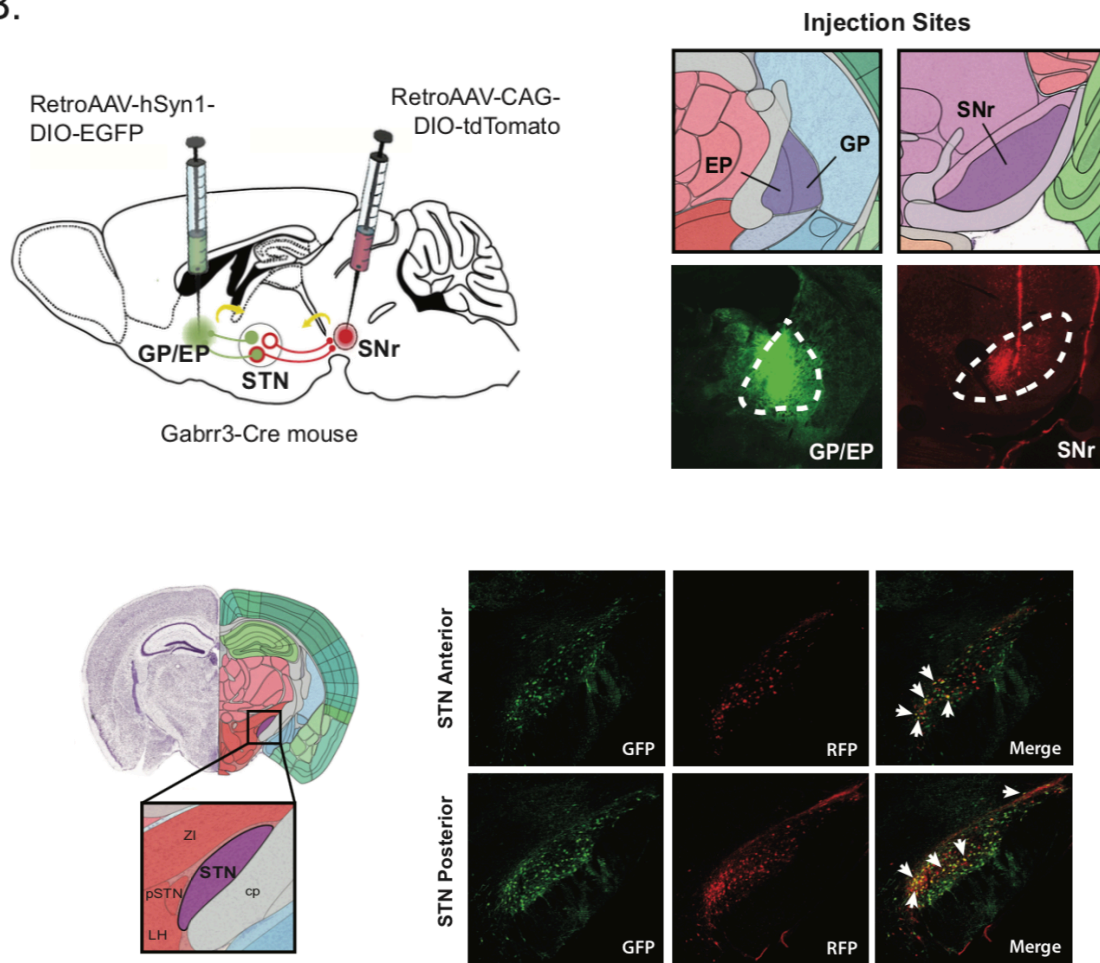 B.
Injection Sites
RetroAAV-hSyn1-
DIO-EGFP
RetroAAV-CAG-
DIO-tdTomato
GP/EP
STN
SNr
Gabrr3-Cre mouse
EP
GP
SNr
GP/EP
SNr
ZI
STN
pSTN
cp
LH
STN Anterior
GFP
RFP
Merge
STN Posterior
GFP
RFP
Merge